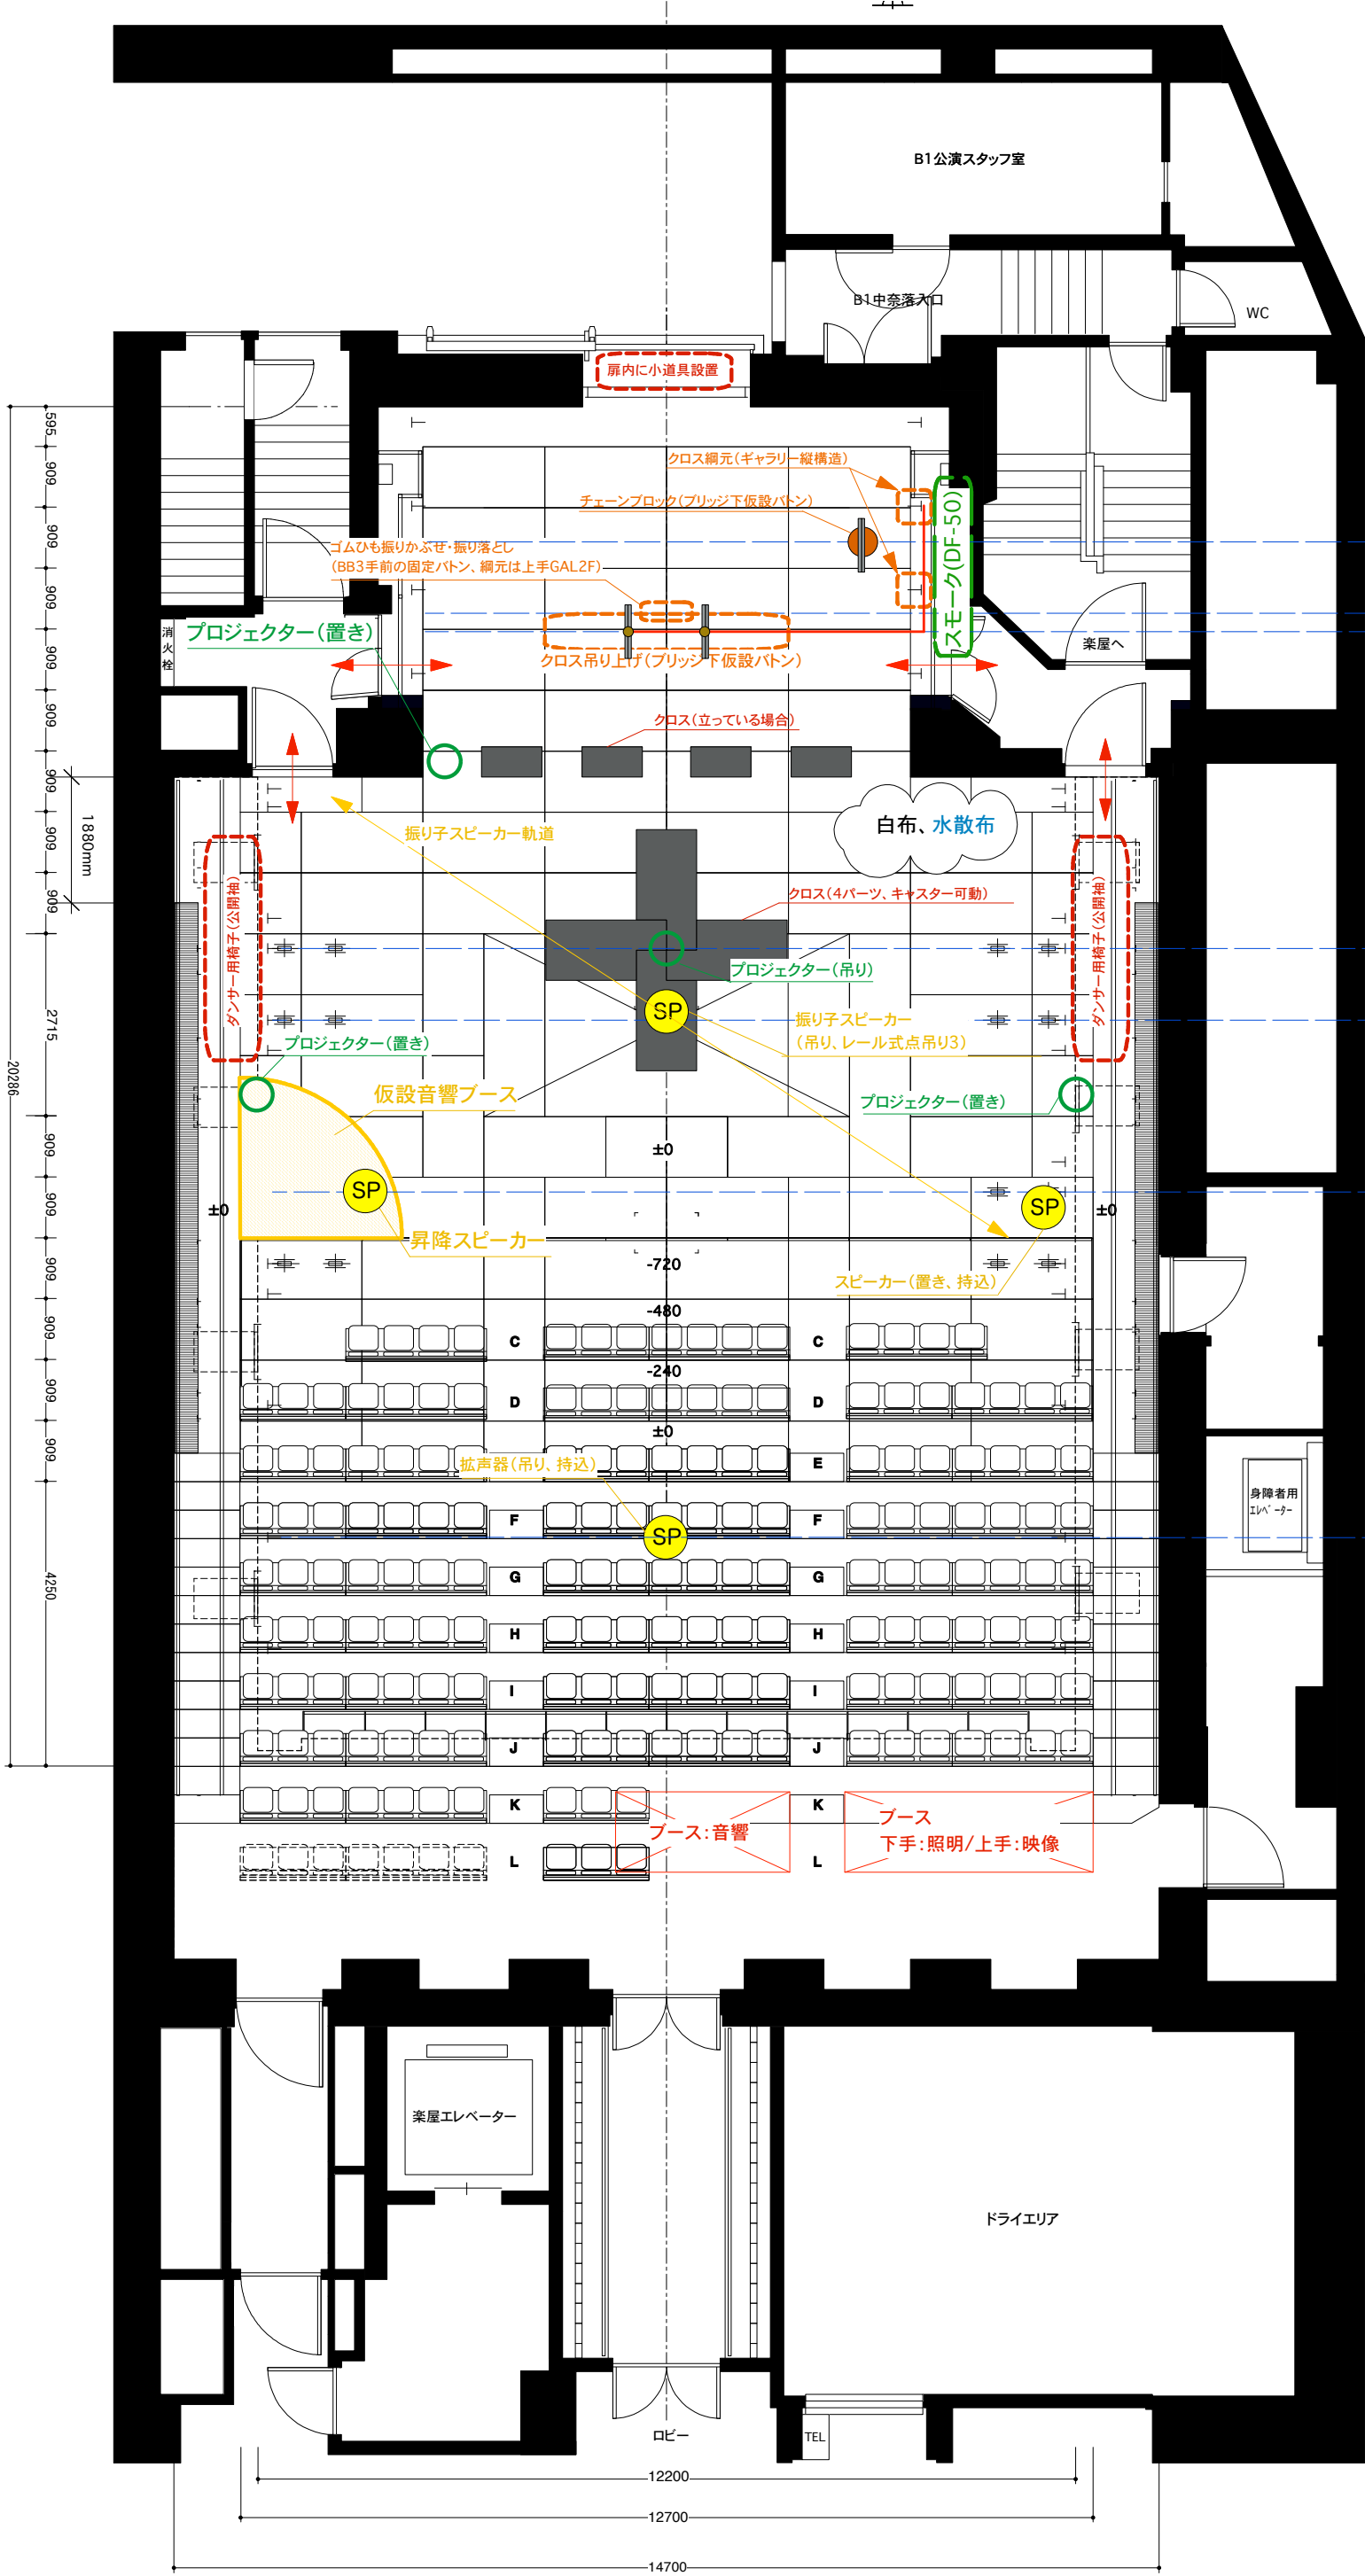 B1公演スタッフ室
B1中奈落入口
WC
扉内に小道具設置
クロス綱元(ギャラリー縦構造)
チェーンブロック(ブリッジ下仮設バトン)
ゴムひも振りかぶせ・振り落とし
(BB3手前の固定バトン、綱元は上手GAL2F)
スモーク(DF-50)
消火栓
プロジェクター(置き)
楽屋へ
クロス吊り上げ(ブリッジ下仮設バトン)
クロス(立っている場合)
白布、水散布
振り子スピーカー軌道
クロス(4パーツ、キャスター可動)
ダンサー用椅子(公開袖)
ダンサー用椅子(公開袖)
プロジェクター(吊り)
SP
振り子スピーカー
(吊り、レール式点吊り3)
プロジェクター(置き)
仮設音響ブース
プロジェクター(置き)
±0
SP
SP
±0
±0
昇降スピーカー
-720
スピーカー(置き、持込)
-480
C
C
-240
D
D
±0
拡声器(吊り、持込)
E
身障者用
エレベーター
F
F
SP
G
G
H
H
I
I
J
J
K
K
ブース:音響
ブース
下手:照明/上手:映像
L
L
楽屋エレベーター
ドライエリア
ロビー
TEL
12200
12700
14700
595
909
909
909
909
909
909
909
909
2715
909
909
909
909
909
909
4250
1880mm
20286